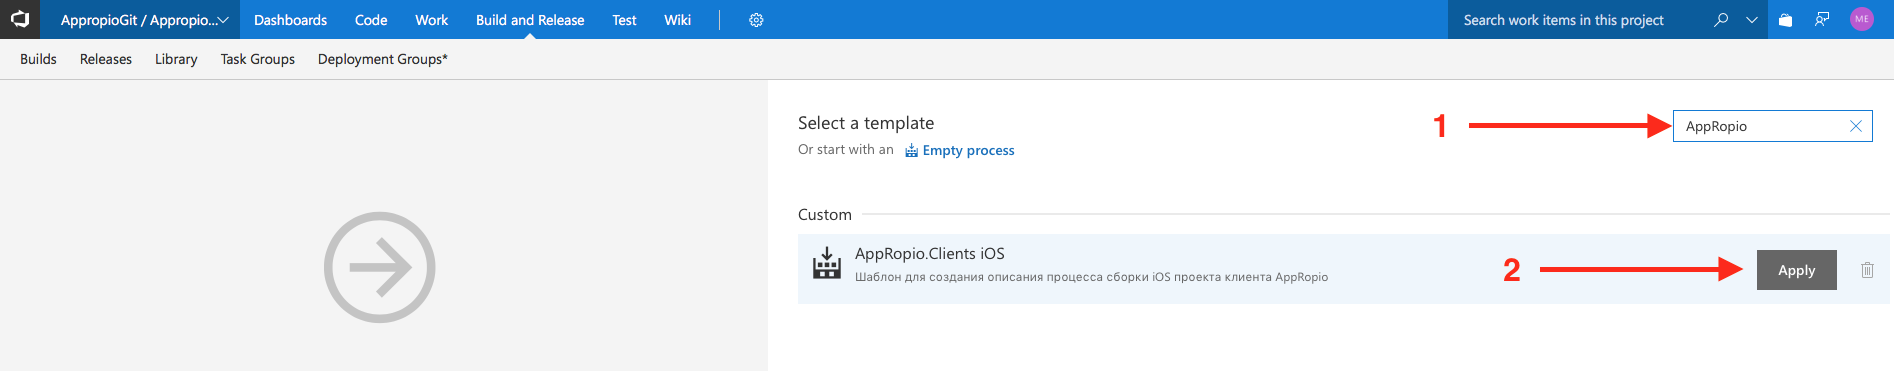 AppropioGit / Appropio... Dashboards Code Work Build and Release Test Wiki Search work items in this project ME
Builds Releases Library Task Groups Deployment Groups*
Select a template
1
AppRopio
Or start with an Empty process
Custom
AppRopio.Clients iOS
Шаблон для создания описания процесса сборки iOS проекта клиента AppRopio
2
Apply